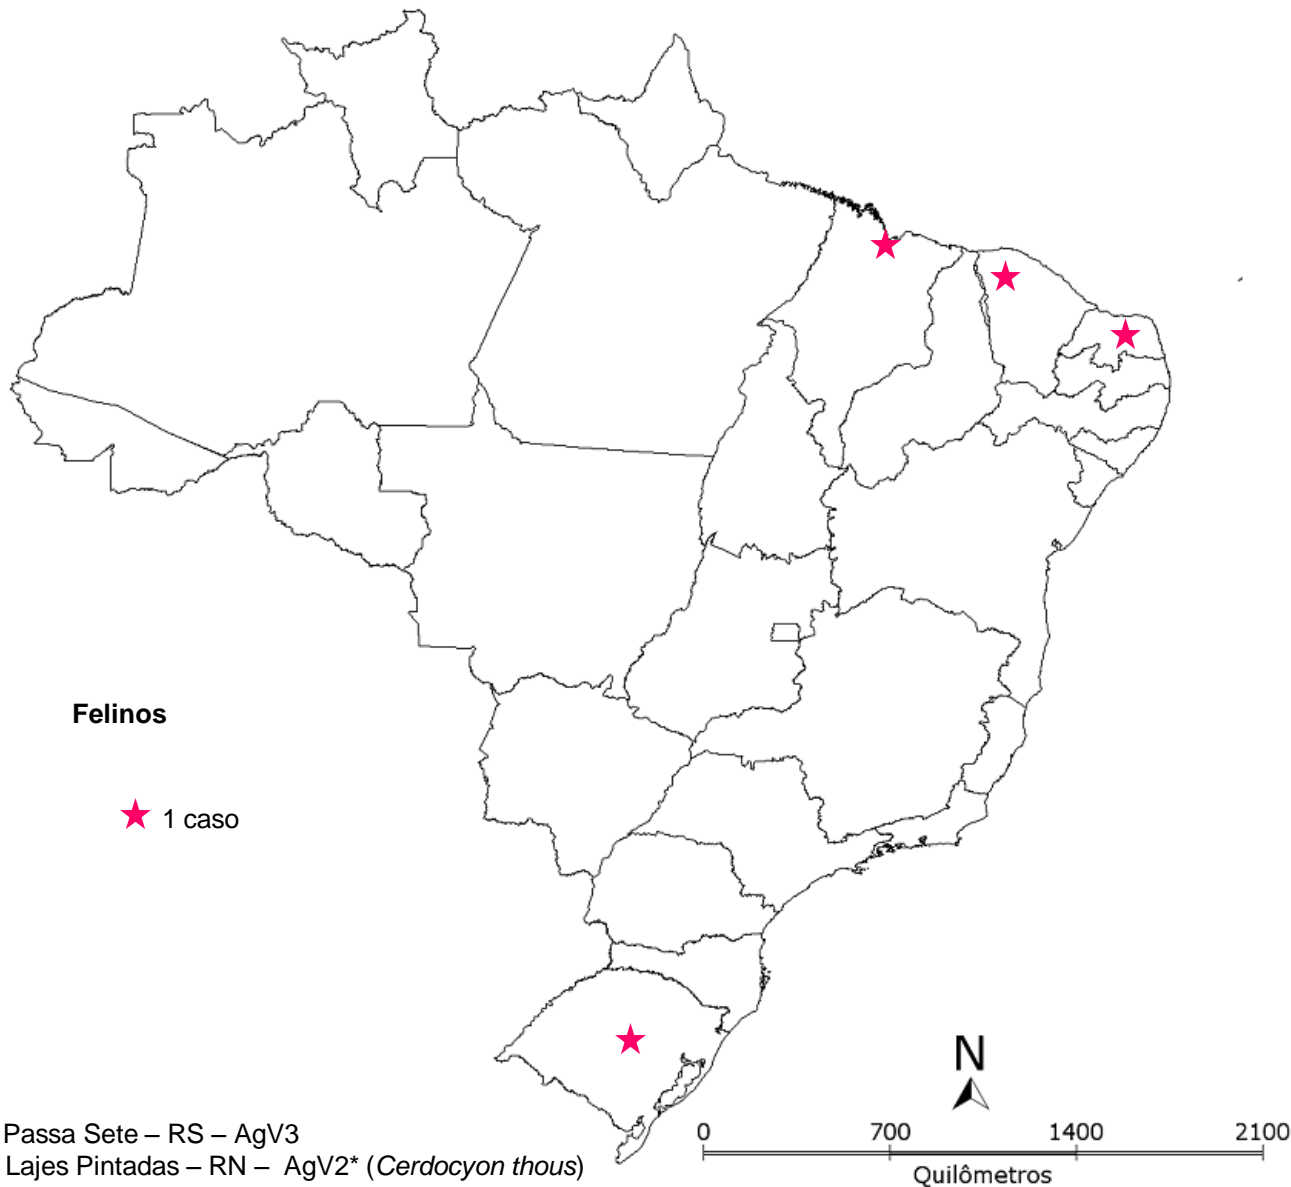 Felinos
1 caso
N
Passa Sete – RS – AgV3
Lajes Pintadas – RN – AgV2* (Cerdocyon thous)
0 700 1400 2100
Quilômetros